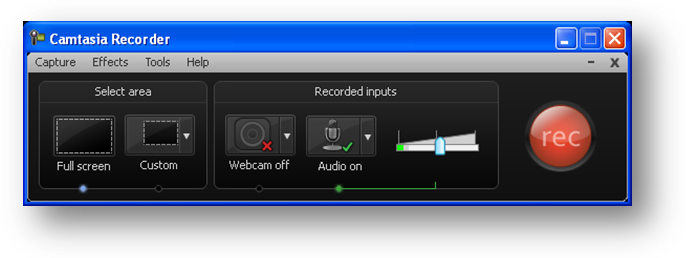 Camtasia Recorder
Capture Effects Tools Help
Select area
Recorded inputs
Full screen
Custom
Webcam off
Audio on
rec